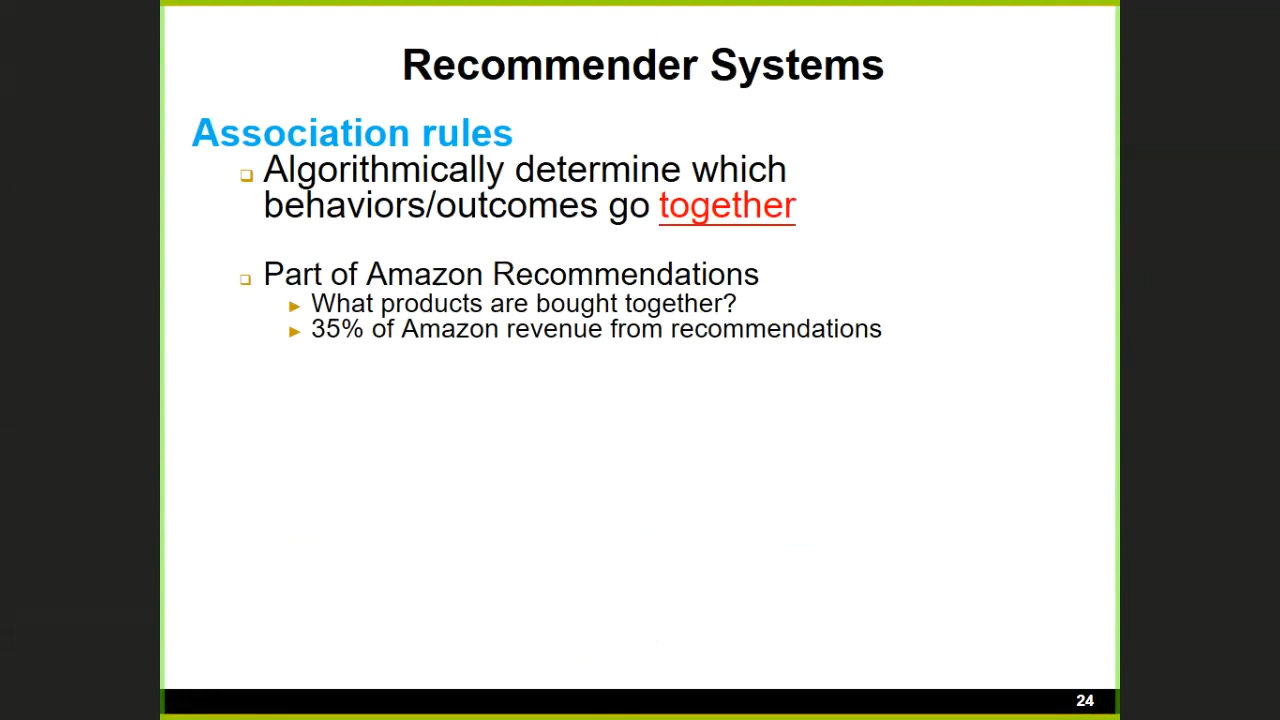 Recommender Systems
Association rules
Algorithmically determine which
behaviors/outcomes go together
Part of Amazon Recommendations
What products are bought together?
35% of Amazon revenue from recommendations
24